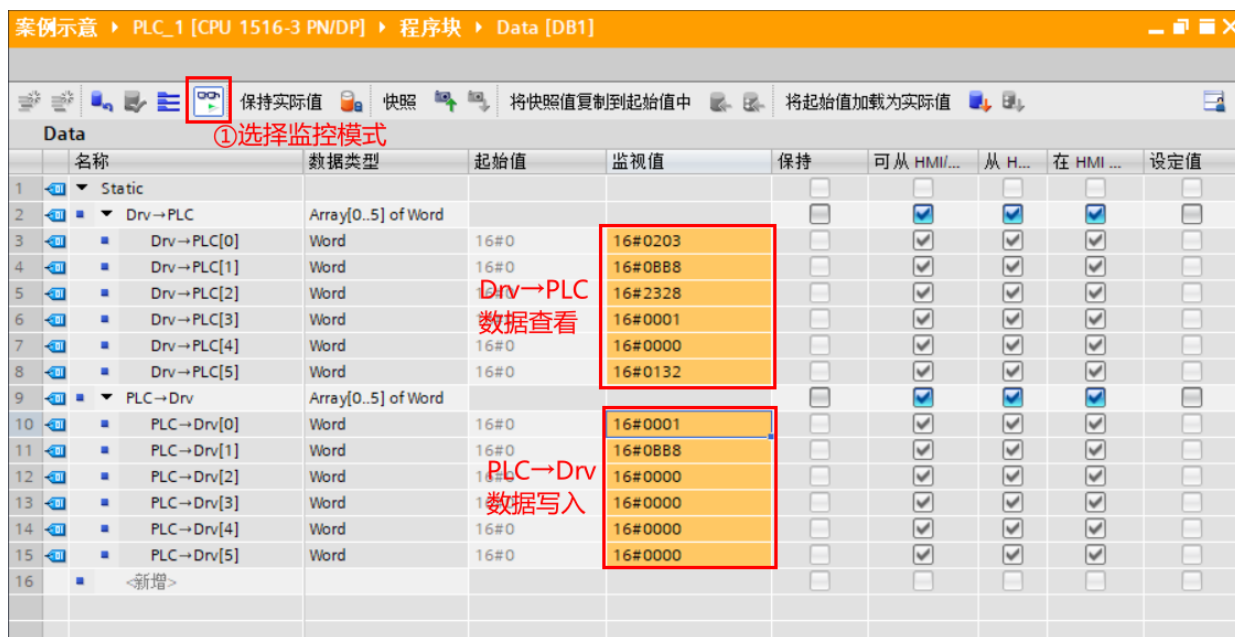 案例示意 ▸ PLC_1 [CPU 1516-3 PN/DP] ▸ 程序块 ▸ Data [DB1]
保持实际值 快照 将快照值复制到起始值中 将起始值加载为实际值
①选择监控模式
Data
名称 数据类型 起始值 监视值 保持 可从 HMI/... 从 H... 在 HMI ... 设定值
1 Static
2 Drv→PLC Array[0..5] of Word
3 Drv→PLC[0] Word 16#0 16#0203
4 Drv→PLC[1] Word 16#0 16#0BB8
5 Drv→PLC[2] Word 16#2328
6 Drv→PLC[3] Word 16#0001
7 Drv→PLC[4] Word 16#0 16#0000
8 Drv→PLC[5] Word 16#0 16#0132
Drv→PLC
数据查看
9 PLC→Drv Array[0..5] of Word
10 PLC→Drv[0] Word 16#0 16#0001
11 PLC→Drv[1] Word 16#0 16#0BB8
12 PLC→Drv[2] Word 16#0000
13 PLC→Drv[3] Word 16#0000
14 PLC→Drv[4] Word 16#0 16#0000
15 PLC→Drv[5] Word 16#0 16#0000
PLC→Drv
数据写入
16 <新增>